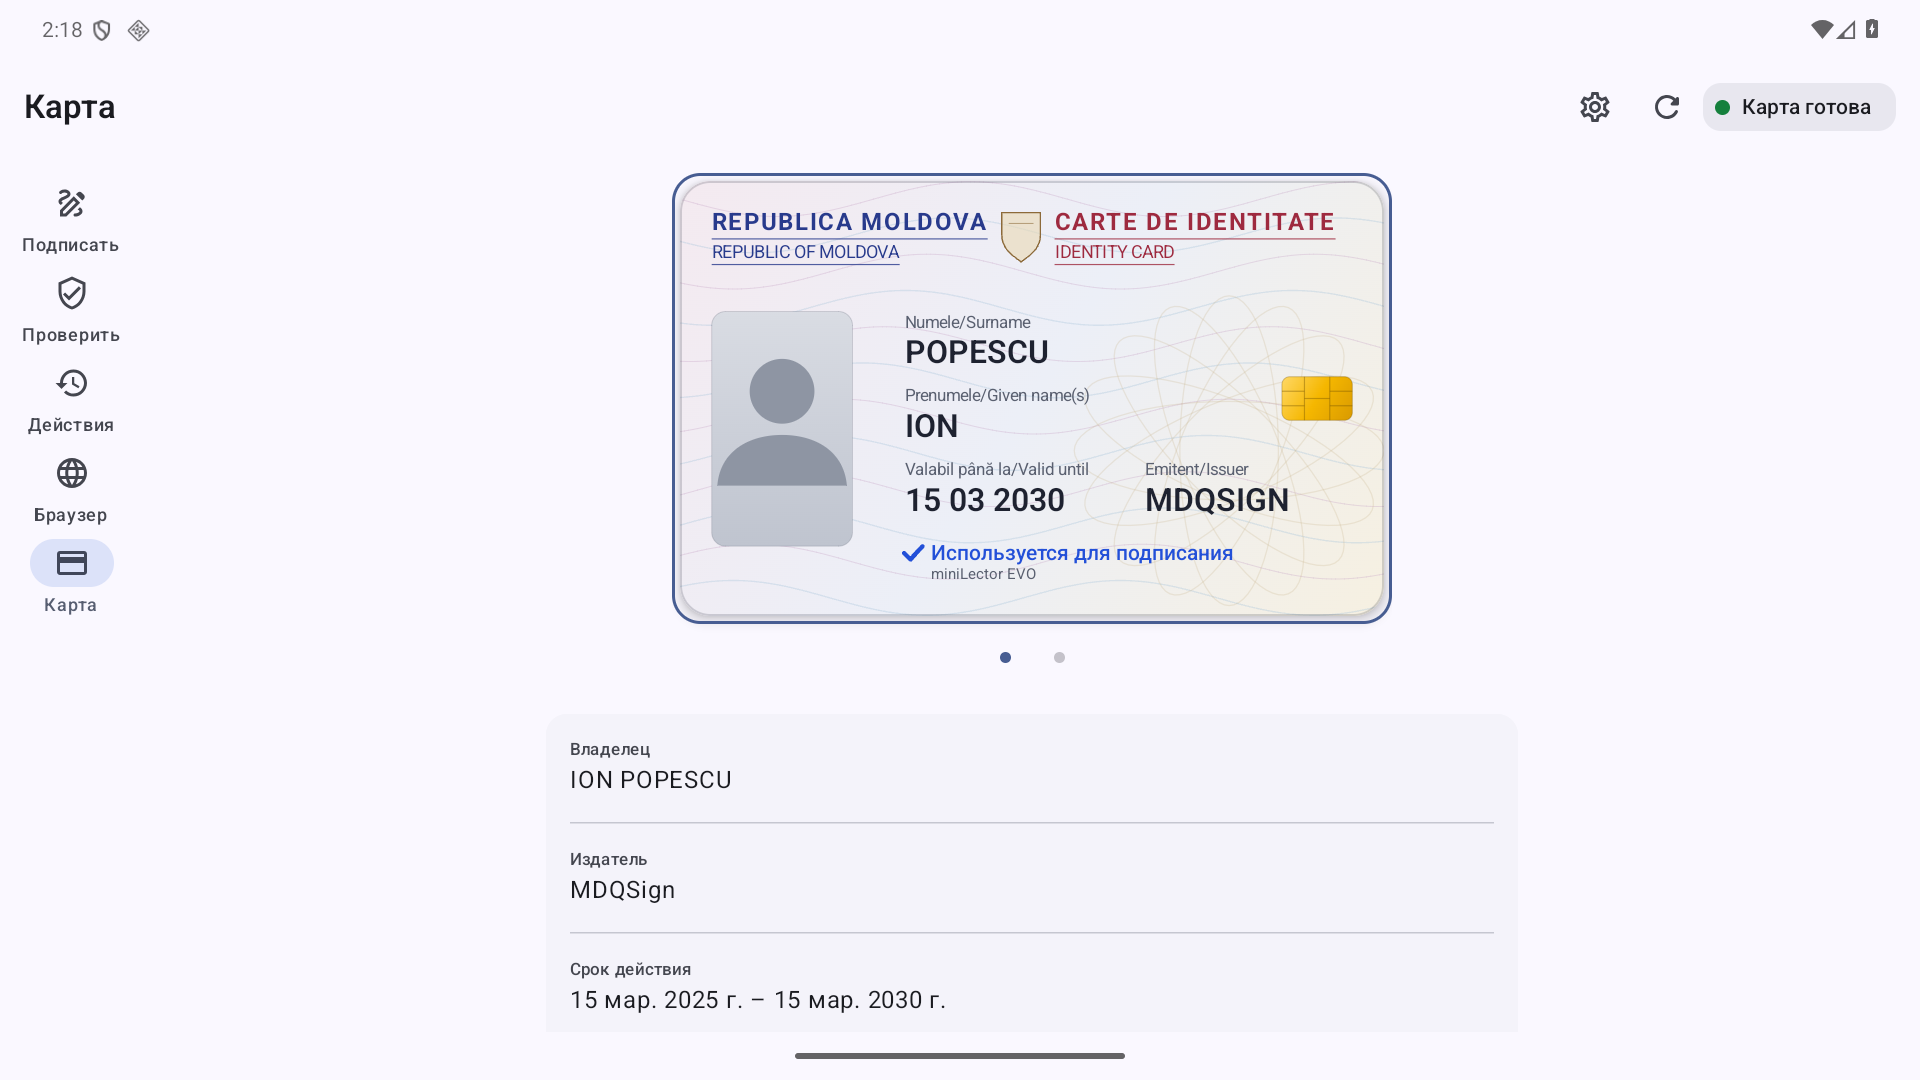 2:18
Карта
Карта готова
Подписать
Проверить
Действия
Браузер
Карта
REPUBLICA MOLDOVA
REPUBLIC OF MOLDOVA
CARTE DE IDENTITATE
IDENTITY CARD
Numele/Surname
POPESCU
Prenumele/Given name(s)
ION
Valabil până la/Valid until
15 03 2030
Emitent/Issuer
MDQSIGN
Используется для подписания
miniLector EVO
Владелец
ION POPESCU
Издатель
MDQSign
Срок действия
15 мар. 2025 г. – 15 мар. 2030 г.